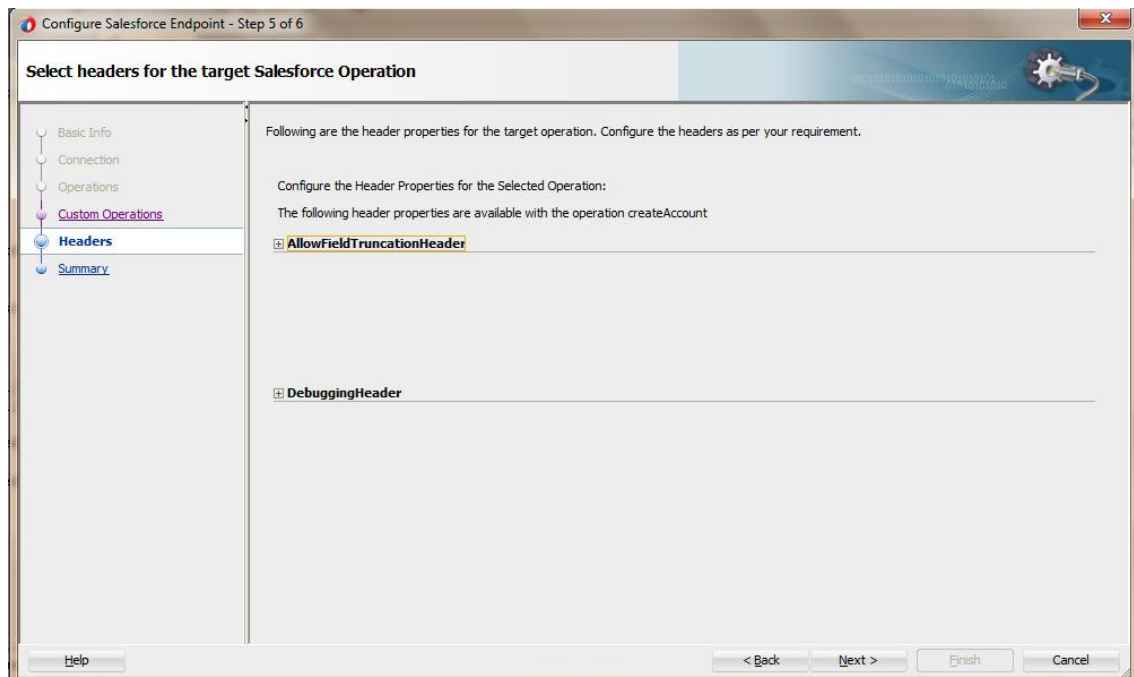 Configure Salesforce Endpoint - Step 5 of 6
Select headers for the target Salesforce Operation
Basic Info
Connection
Operations
Custom Operations
Headers
Summary
Following are the header properties for the target operation. Configure the headers as per your requirement.
Configure the Header Properties for the Selected Operation:
The following header properties are available with the operation createAccount
AllowFieldTruncationHeader
DebuggingHeader
Help
< Back
Next >
Finish
Cancel